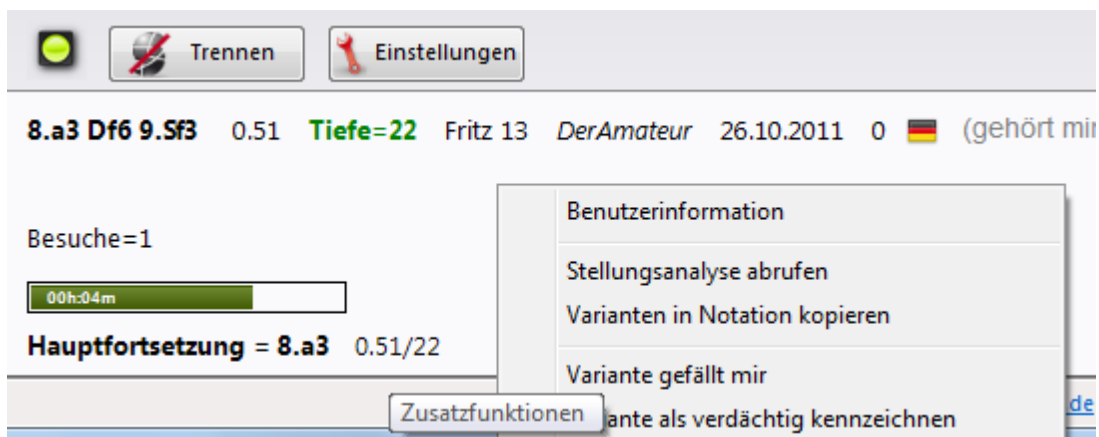 Trennen Einstellungen
8.a3 Df6 9.Sf3 0.51 Tiefe=22 Fritz 13 DerAmateur 26.10.2011 0 (gehört
Benutzerinformation
Besuche=1
Stellungsanalyse abrufen
00h:04m
Varianten in Notation kopieren
Hauptfortsetzung = 8.a3 0.51/22
Variante gefällt mir
Zusatzfunktionen als verdächtig kennzeichnen